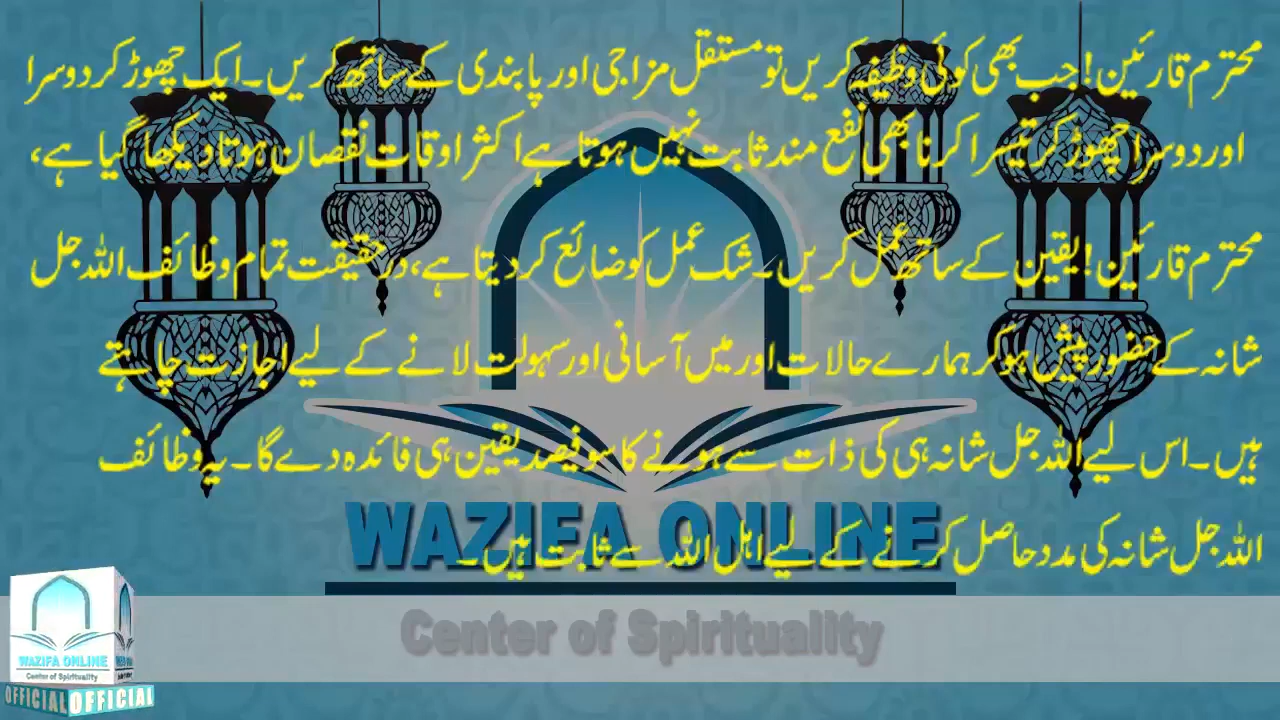 محترم قارئین! جب بھی کوئی وظیفہ کریں تو مستقل مزاجی اور پابندی کے ساتھ کریں۔ ایک چھوڑ کر دوسرا
اور دوسرا چھوڑ کر تیسرا کرنا بھی نفع مند ثابت نہیں ہوتا ہے اکثر اوقات نقصان ہوتا دیکھا گیا ہے،
محترم قارئین! یقین کے ساتھ عمل کریں۔ شک عمل کو ضائع کر دیتا ہے، در حقیقت تمام وظائف اللہ جل
شانہ کے حضور پیش ہو کر ہمارے حالات اور میں آسانی اور سہولت لانے کے لیے اجازت چاہتے
ہیں۔ اس لیے اللہ جل شانہ ہی کی ذات سے ہونے کا سو فیصد یقین ہی فائدہ دے گا۔ یہ وظائف
اللہ جل شانہ کی مدد حاصل کرنے کے لیے اہل اللہ سے ثابت ہیں۔
WAZIFA ONLINE
Center of Spirituality
WAZIFA ONLINE
Center of Spirituality
OFFICIAL OFFICIAL